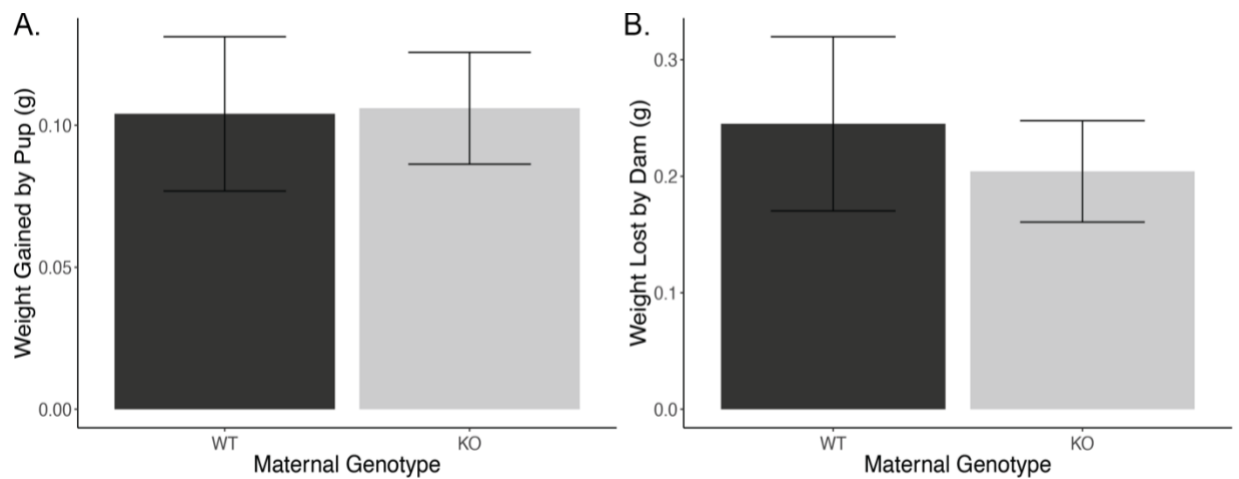 A.
Weight Gained by Pup (g)
0.10
0.05
0.00
WT
KO
Maternal Genotype
B.
Weight Lost by Dam (g)
0.3
0.2
0.1
0.0
WT
KO
Maternal Genotype